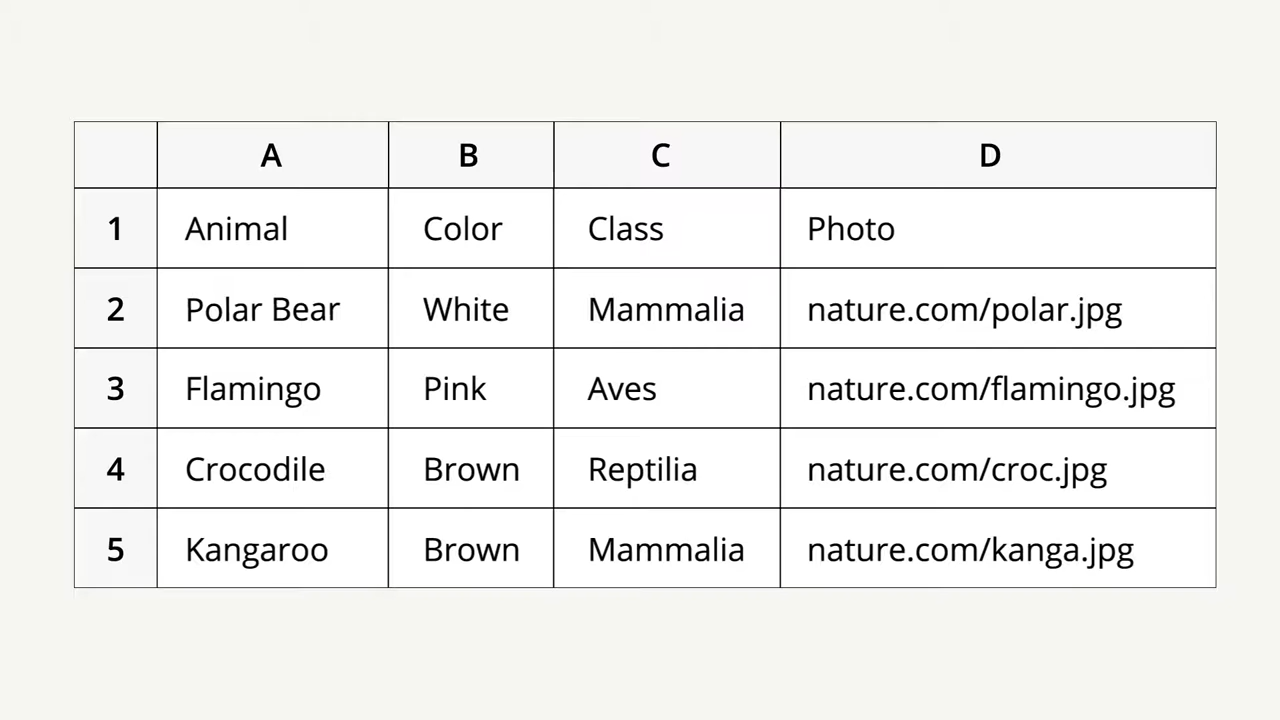 A B C D
1 Animal Color Class Photo
2 Polar Bear White Mammalia nature.com/polar.jpg
3 Flamingo Pink Aves nature.com/flamingo.jpg
4 Crocodile Brown Reptilia nature.com/croc.jpg
5 Kangaroo Brown Mammalia nature.com/kanga.jpg